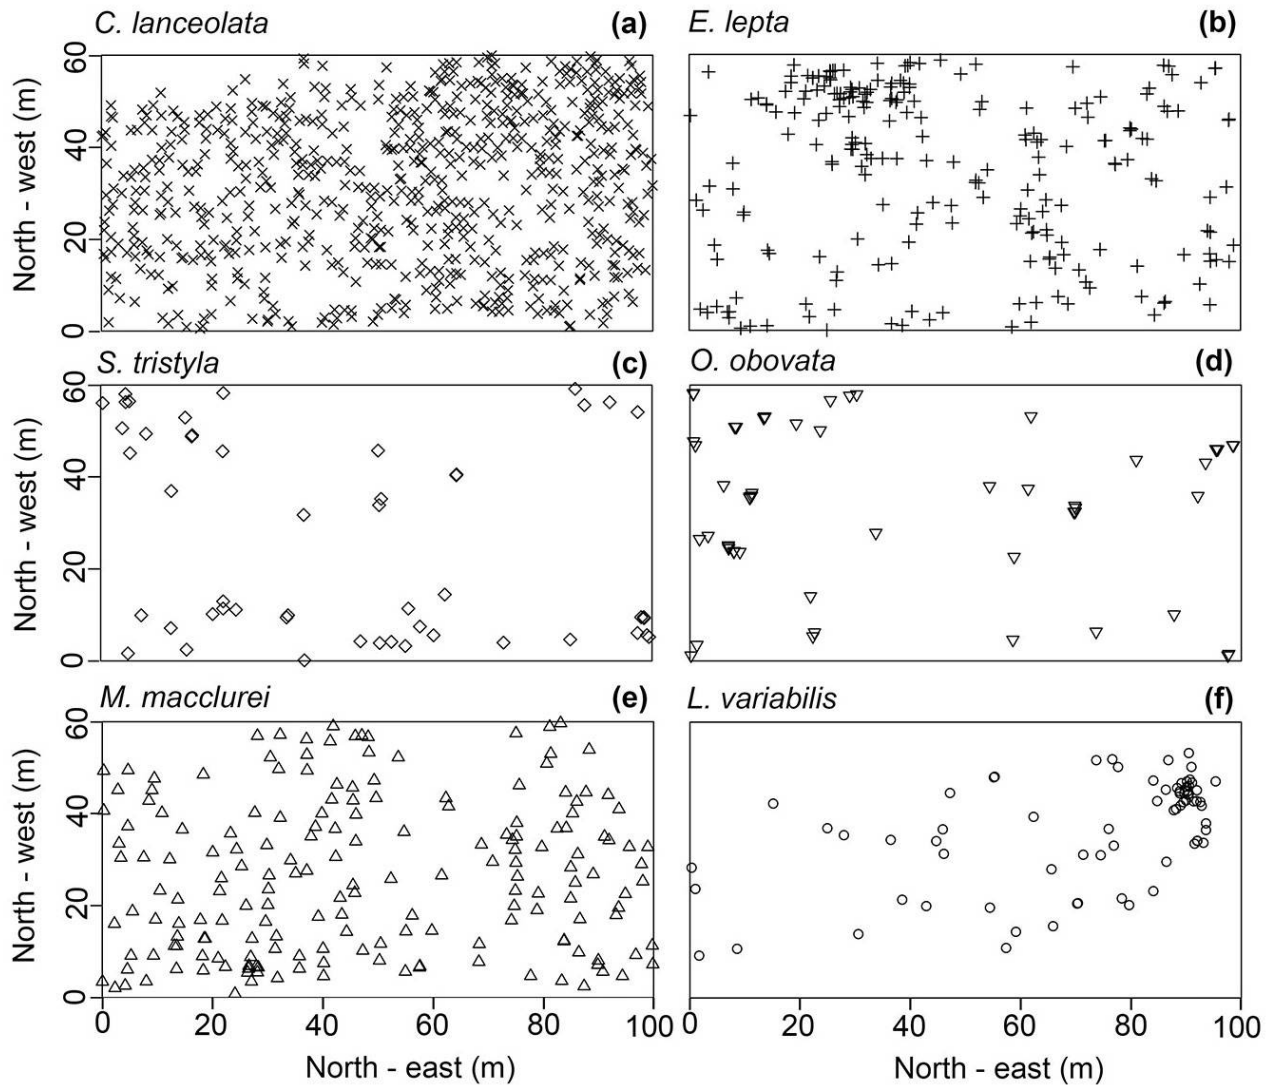 C. lanceolata (a) E. lepta (b)
North - west (m)
60
40
20
0
S. tristyla (c) O. obovata (d)
North - west (m)
60
40
20
0
M. macclurei (e) L. variabilis (f)
North - west (m)
60
40
20
0
0 20 40 60 80 100 0 20 40 60 80 100
North - east (m) North - east (m)